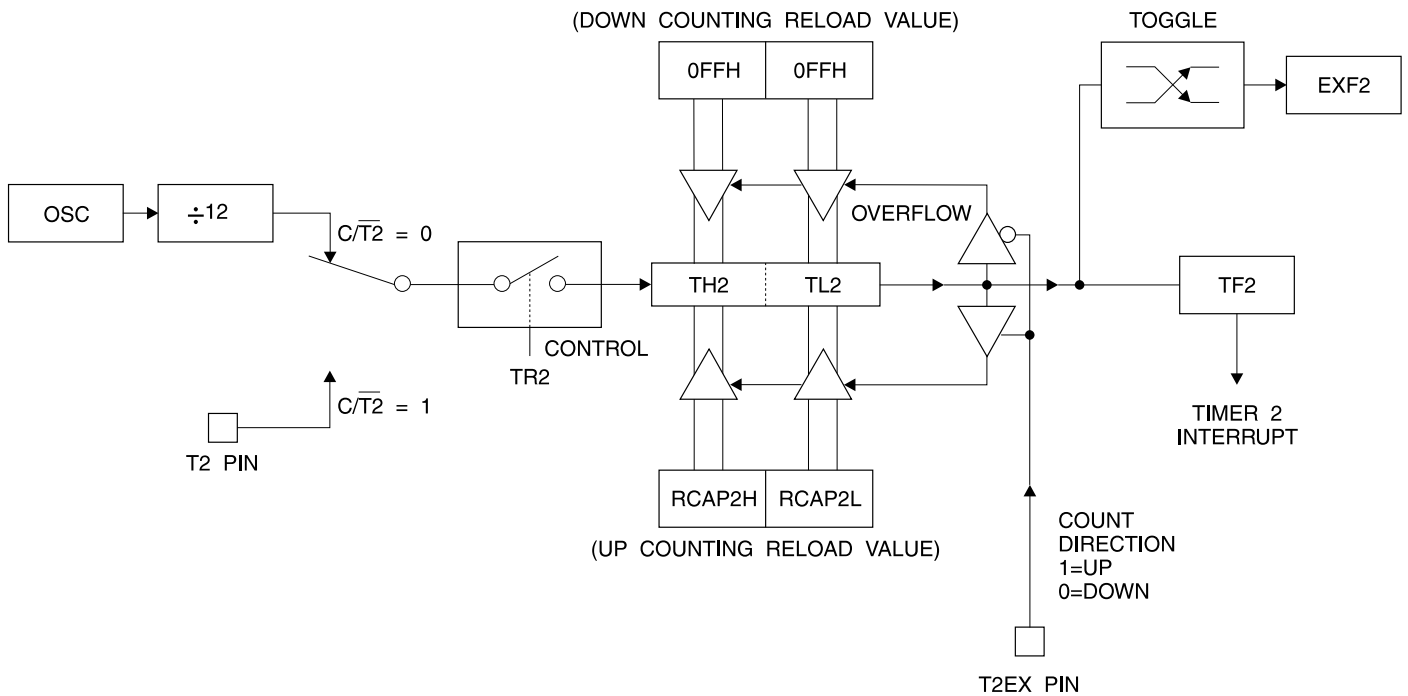 (DOWN COUNTING RELOAD VALUE)
TOGGLE
0FFH
0FFH
EXF2
OSC
÷12
C/T2̅ = 0
OVERFLOW
TH2
TL2
TF2
CONTROL
TR2
C/T2̅ = 1
T2 PIN
TIMER 2
INTERRUPT
RCAP2H
RCAP2L
(UP COUNTING RELOAD VALUE)
COUNT
DIRECTION
1=UP
0=DOWN
T2EX PIN